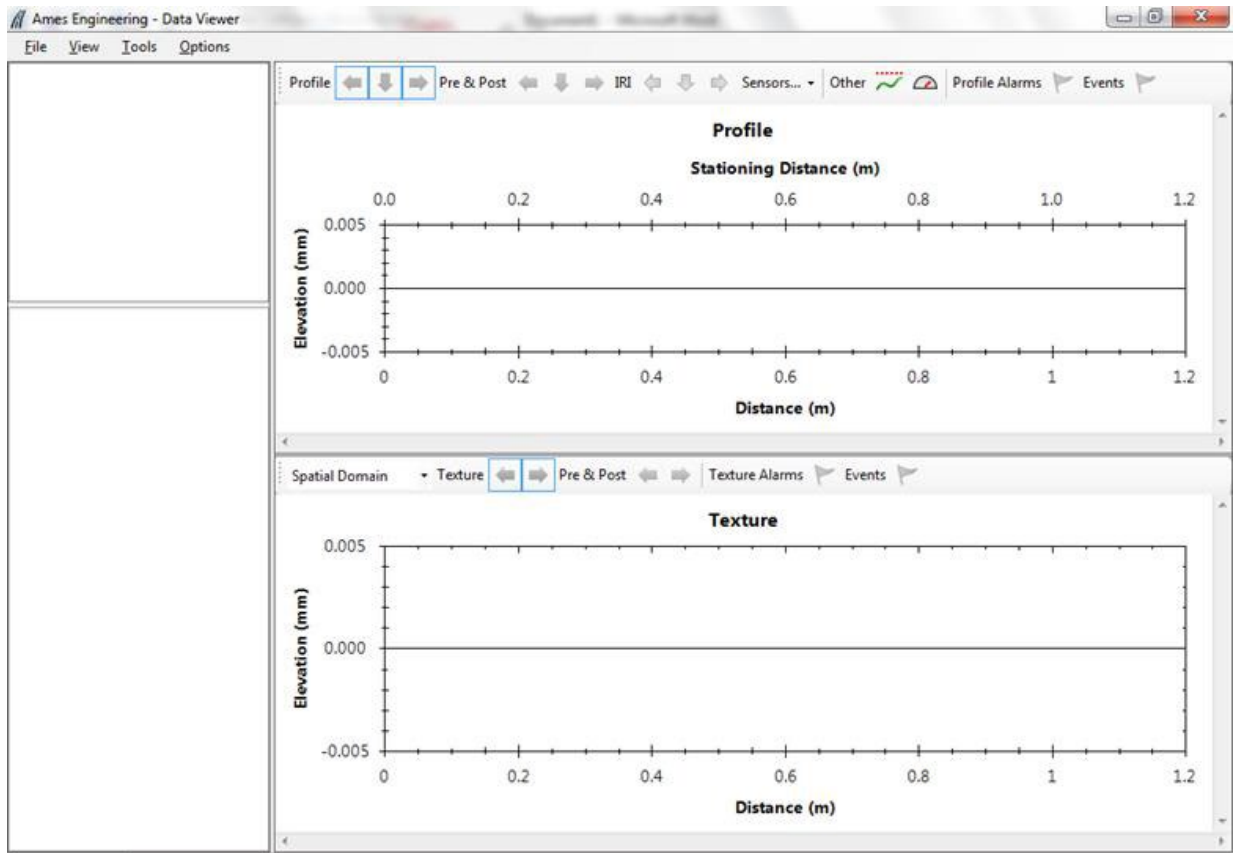 Ames Engineering - Data Viewer
File View Tools Options
Profile Pre & Post IRI Sensors... Other Profile Alarms Events
Profile
Stationing Distance (m)
0.0 0.2 0.4 0.6 0.8 1.0 1.2
Elevation (mm)
0.005
0.000
-0.005
0 0.2 0.4 0.6 0.8 1 1.2
Distance (m)
Spatial Domain Texture Pre & Post Texture Alarms Events
Texture
Elevation (mm)
0.005
0.000
-0.005
0 0.2 0.4 0.6 0.8 1 1.2
Distance (m)